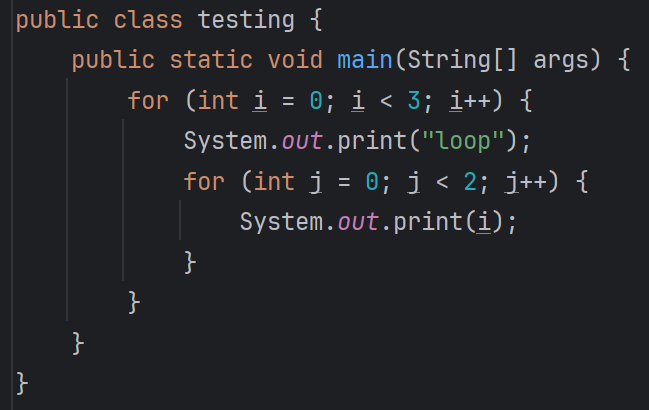 public class testing {
    public static void main(String[] args) {
        for (int i = 0; i < 3; i++) {
            System.out.print("loop");
            for (int j = 0; j < 2; j++) {
                System.out.print(i);
            }
        }
    }
}